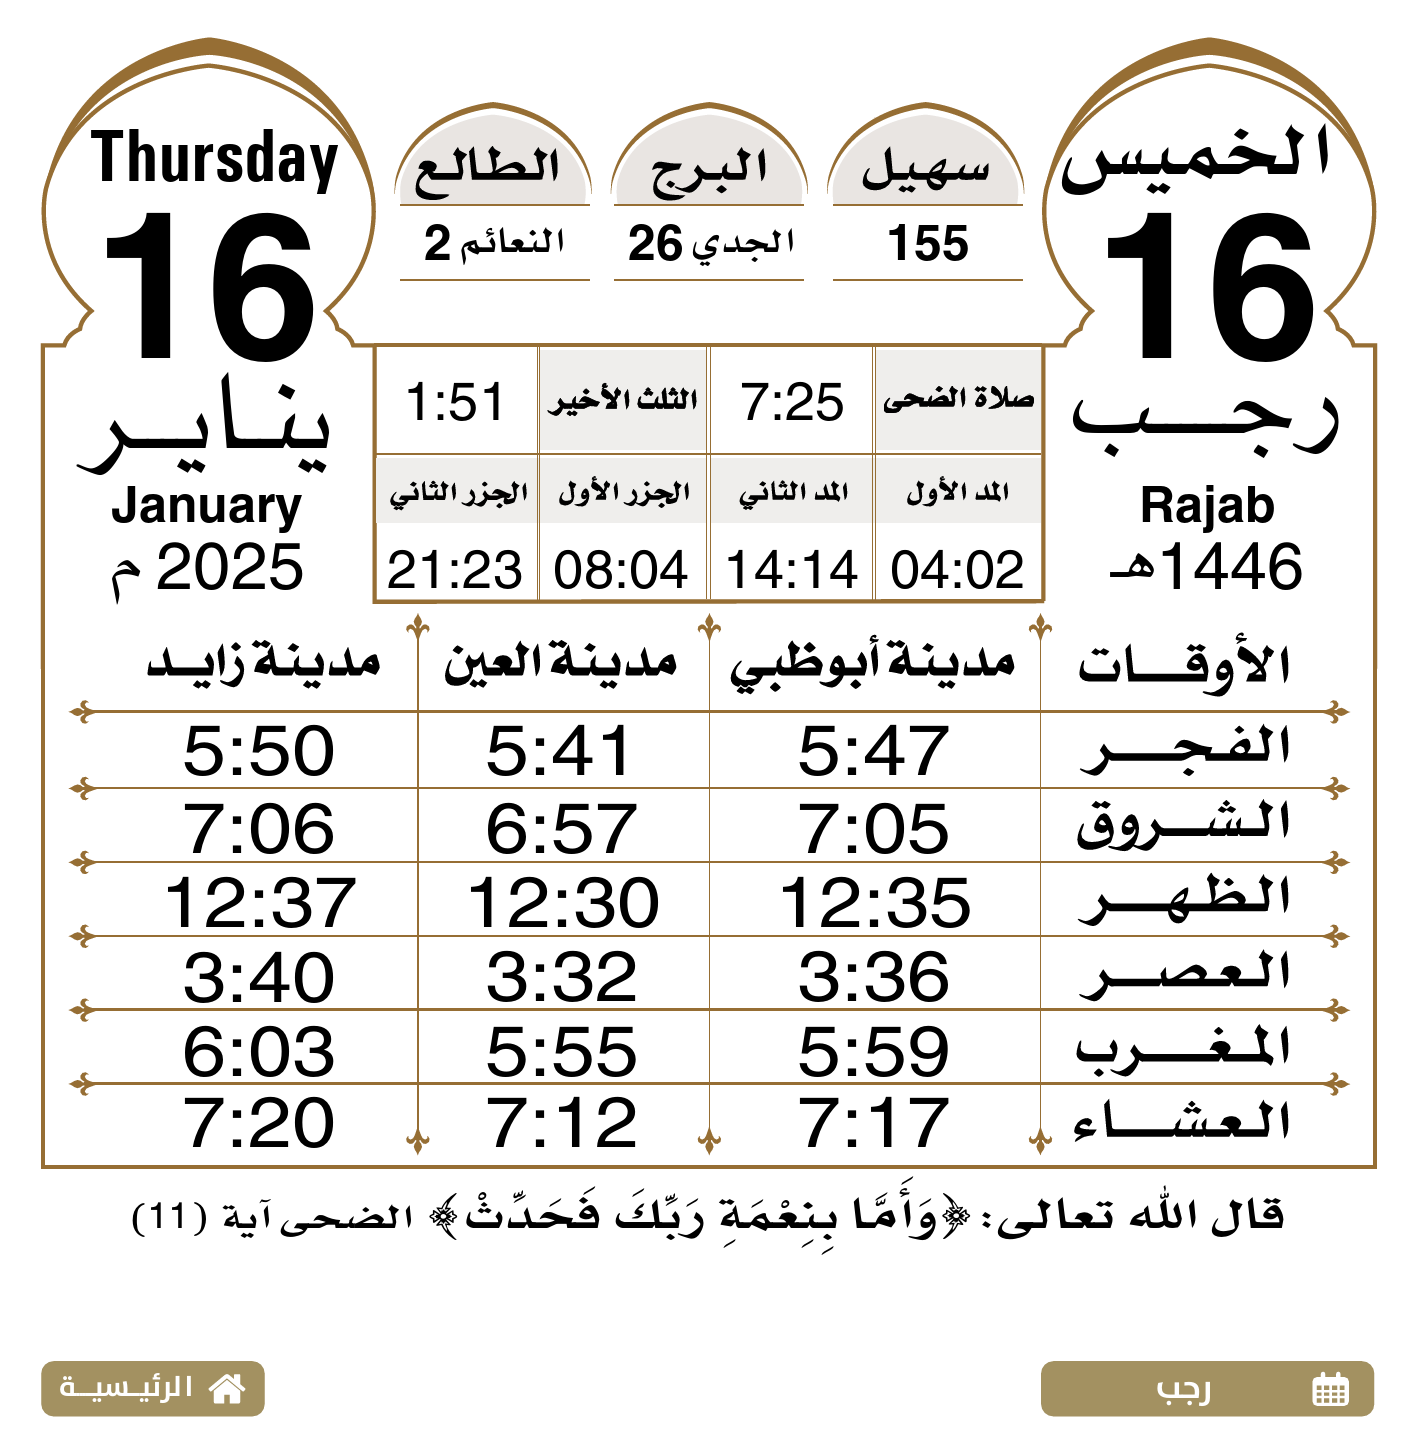 الخميس
16
رجب
Rajab
1446هـ
سهيل
155
البرج
الجدي 26
الطالع
النعائم 2
Thursday
16
يناير
January
2025 م
صلاة الضحى 7:25 الثلث الأخير 1:51
المد الأول المد الثاني الجزر الأول الجزر الثاني
04:02 14:14 08:04 21:23
الأوقات مدينة أبوظبي مدينة العين مدينة زايد
الفجر 5:47 5:41 5:50
الشروق 7:05 6:57 7:06
الظهر 12:35 12:30 12:37
العصر 3:36 3:32 3:40
المغرب 5:59 5:55 6:03
العشاء 7:17 7:12 7:20
قال الله تعالى: ﴿وَأَمَّا بِنِعْمَةِ رَبِّكَ فَحَدِّثْ﴾ الضحى آية (11)
رجب
الرئيسية